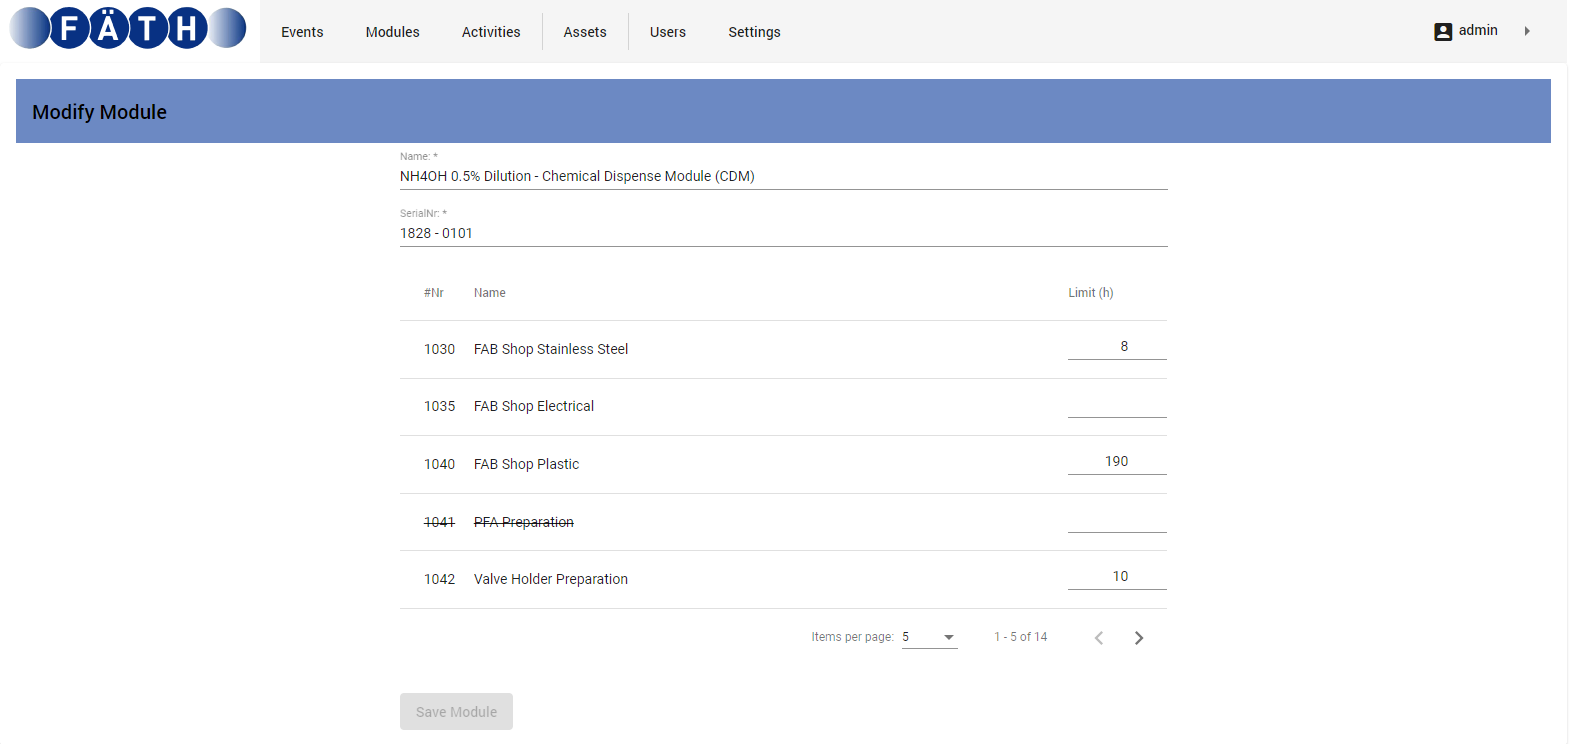 FÄTH Events Modules Activities Assets Users Settings admin
Modify Module
Name: *
NH4OH 0.5% Dilution - Chemical Dispense Module (CDM)
SerialNr: *
1828 - 0101
#Nr Name Limit (h)
1030 FAB Shop Stainless Steel 8
1035 FAB Shop Electrical
1040 FAB Shop Plastic 190
1041 PFA Preparation
1042 Valve Holder Preparation 10
Items per page: 5 1 - 5 of 14
Save Module